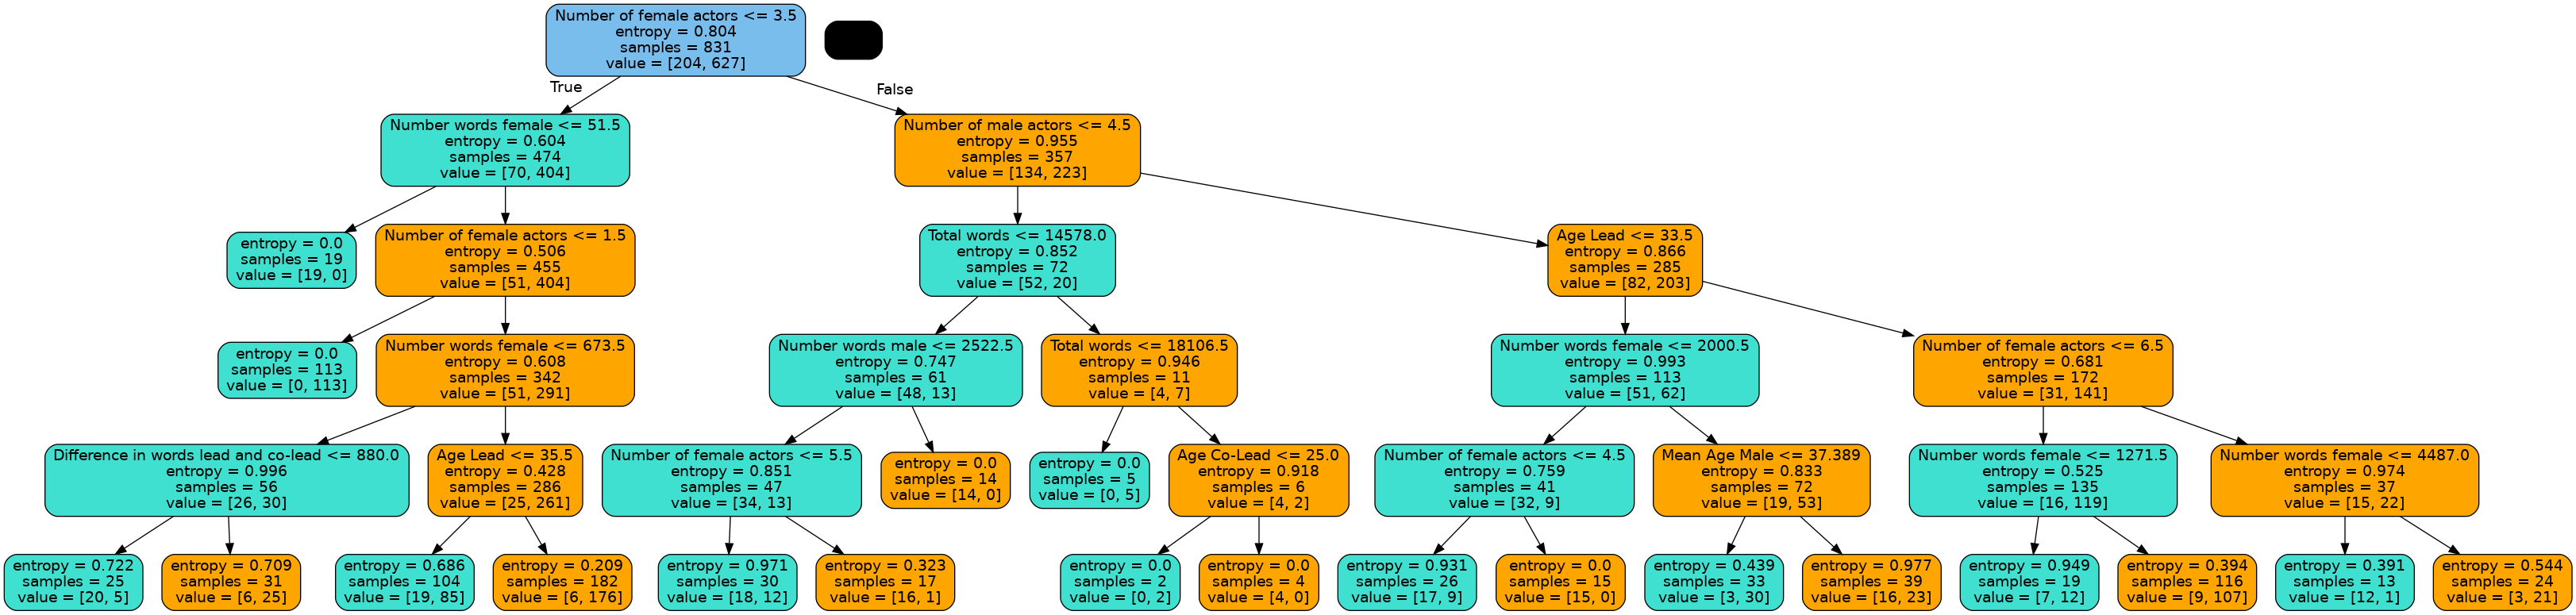 Number of female actors <= 3.5
entropy = 0.804
samples = 831
value = [204, 627]
True
False
Number words female <= 51.5
entropy = 0.604
samples = 474
value = [70, 404]
Number of male actors <= 4.5
entropy = 0.955
samples = 357
value = [134, 223]
entropy = 0.0
samples = 19
value = [19, 0]
Number of female actors <= 1.5
entropy = 0.506
samples = 455
value = [51, 404]
Total words <= 14578.0
entropy = 0.852
samples = 72
value = [52, 20]
Age Lead <= 33.5
entropy = 0.866
samples = 285
value = [82, 203]
entropy = 0.0
samples = 113
value = [0, 113]
Number words female <= 673.5
entropy = 0.608
samples = 342
value = [51, 291]
Number words male <= 2522.5
entropy = 0.747
samples = 61
value = [48, 13]
Total words <= 18106.5
entropy = 0.946
samples = 11
value = [4, 7]
Number words female <= 2000.5
entropy = 0.993
samples = 113
value = [51, 62]
Number of female actors <= 6.5
entropy = 0.681
samples = 172
value = [31, 141]
Difference in words lead and co-lead <= 880.0
entropy = 0.996
samples = 56
value = [26, 30]
Age Lead <= 35.5
entropy = 0.428
samples = 286
value = [25, 261]
Number of female actors <= 5.5
entropy = 0.851
samples = 47
value = [34, 13]
entropy = 0.0
samples = 14
value = [14, 0]
entropy = 0.0
samples = 5
value = [0, 5]
Age Co-Lead <= 25.0
entropy = 0.918
samples = 6
value = [4, 2]
Number of female actors <= 4.5
entropy = 0.759
samples = 41
value = [32, 9]
Mean Age Male <= 37.389
entropy = 0.833
samples = 72
value = [19, 53]
Number words female <= 1271.5
entropy = 0.525
samples = 135
value = [16, 119]
Number words female <= 4487.0
entropy = 0.974
samples = 37
value = [15, 22]
entropy = 0.722
samples = 25
value = [20, 5]
entropy = 0.709
samples = 31
value = [6, 25]
entropy = 0.686
samples = 104
value = [19, 85]
entropy = 0.209
samples = 182
value = [6, 176]
entropy = 0.971
samples = 30
value = [18, 12]
entropy = 0.323
samples = 17
value = [16, 1]
entropy = 0.0
samples = 2
value = [0, 2]
entropy = 0.0
samples = 4
value = [4, 0]
entropy = 0.931
samples = 26
value = [17, 9]
entropy = 0.0
samples = 15
value = [15, 0]
entropy = 0.439
samples = 33
value = [3, 30]
entropy = 0.977
samples = 39
value = [16, 23]
entropy = 0.949
samples = 19
value = [7, 12]
entropy = 0.394
samples = 116
value = [9, 107]
entropy = 0.391
samples = 13
value = [12, 1]
entropy = 0.544
samples = 24
value = [3, 21]